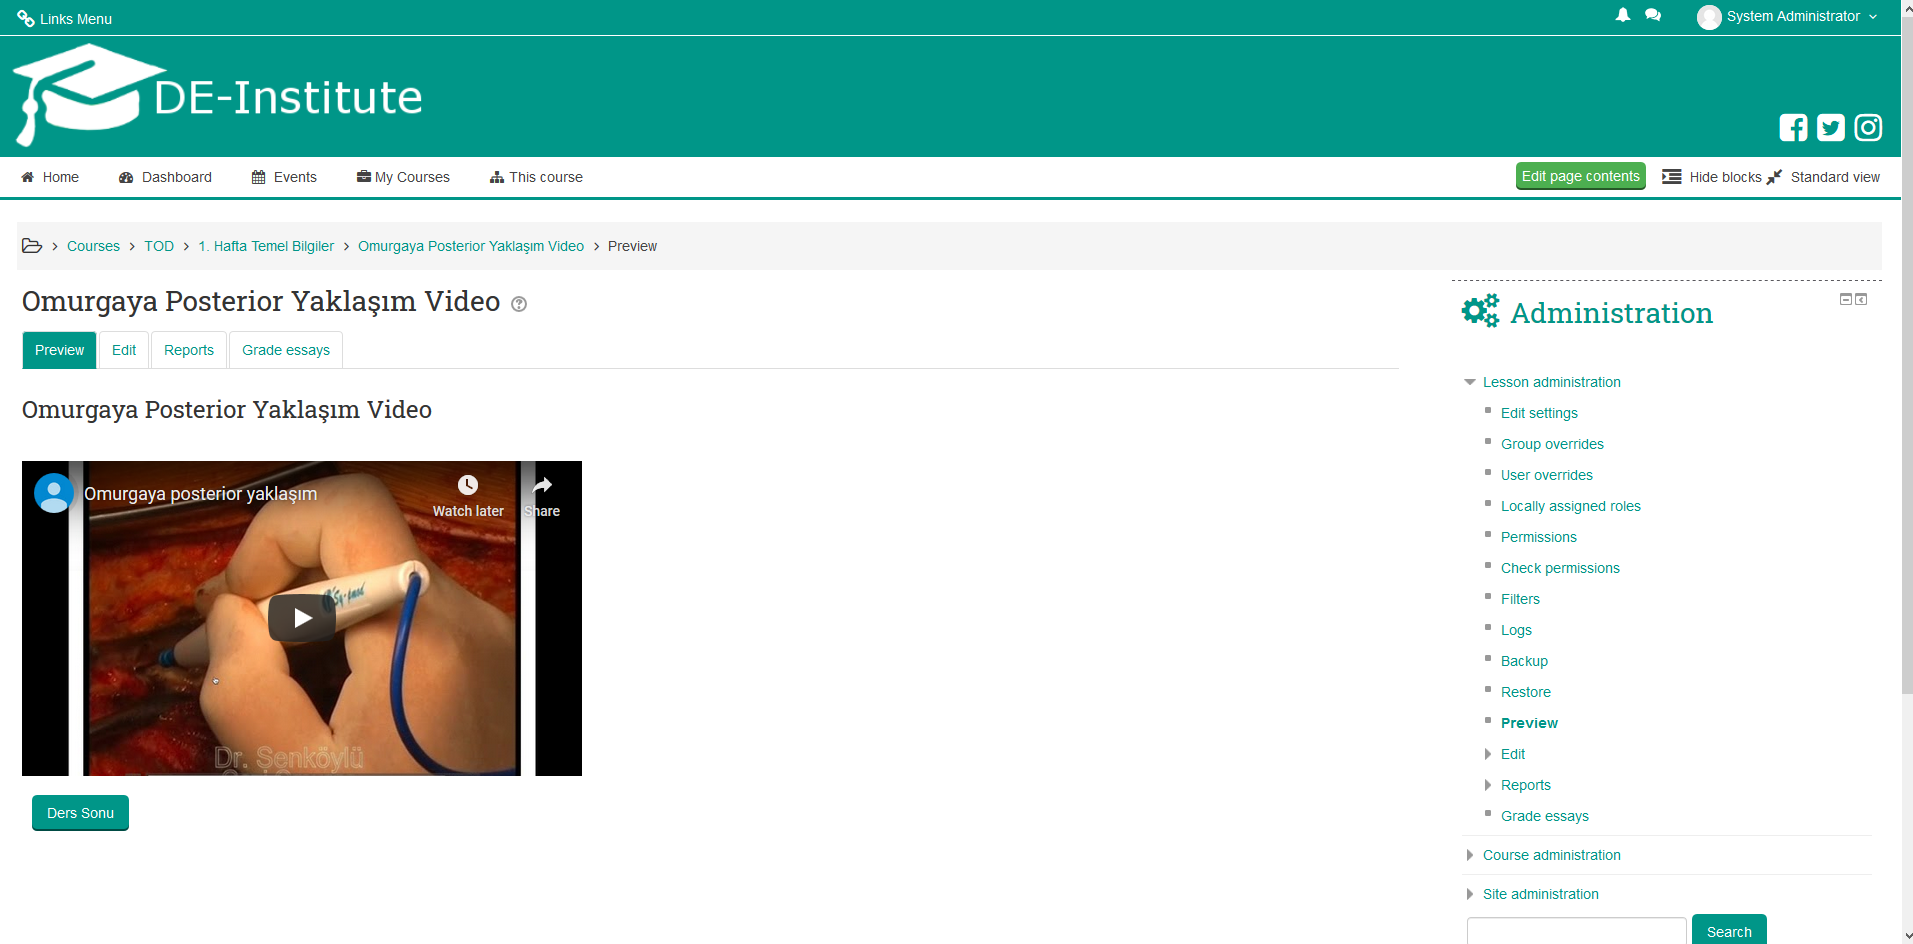 Links Menu
System Administrator
DE-Institute
Home Dashboard Events My Courses This course
Edit page contents Hide blocks Standard view
Courses TOD 1. Hafta Temel Bilgiler Omurgaya Posterior Yaklaşım Video Preview
Omurgaya Posterior Yaklaşım Video
Preview Edit Reports Grade essays
Omurgaya Posterior Yaklaşım Video
Omurgaya posterior yaklaşım
Watch later Share
Dr. Senköylü
Ders Sonu
Administration
Lesson administration
Edit settings
Group overrides
User overrides
Locally assigned roles
Permissions
Check permissions
Filters
Logs
Backup
Restore
Preview
Edit
Reports
Grade essays
Course administration
Site administration
Search